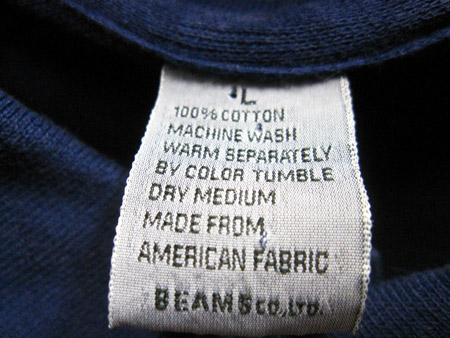 L
100% COTTON
MACHINE WASH
WARM SEPARATELY
BY COLOR TUMBLE
DRY MEDIUM
MADE FROM
AMERICAN FABRIC
BEAMS CO., LTD.